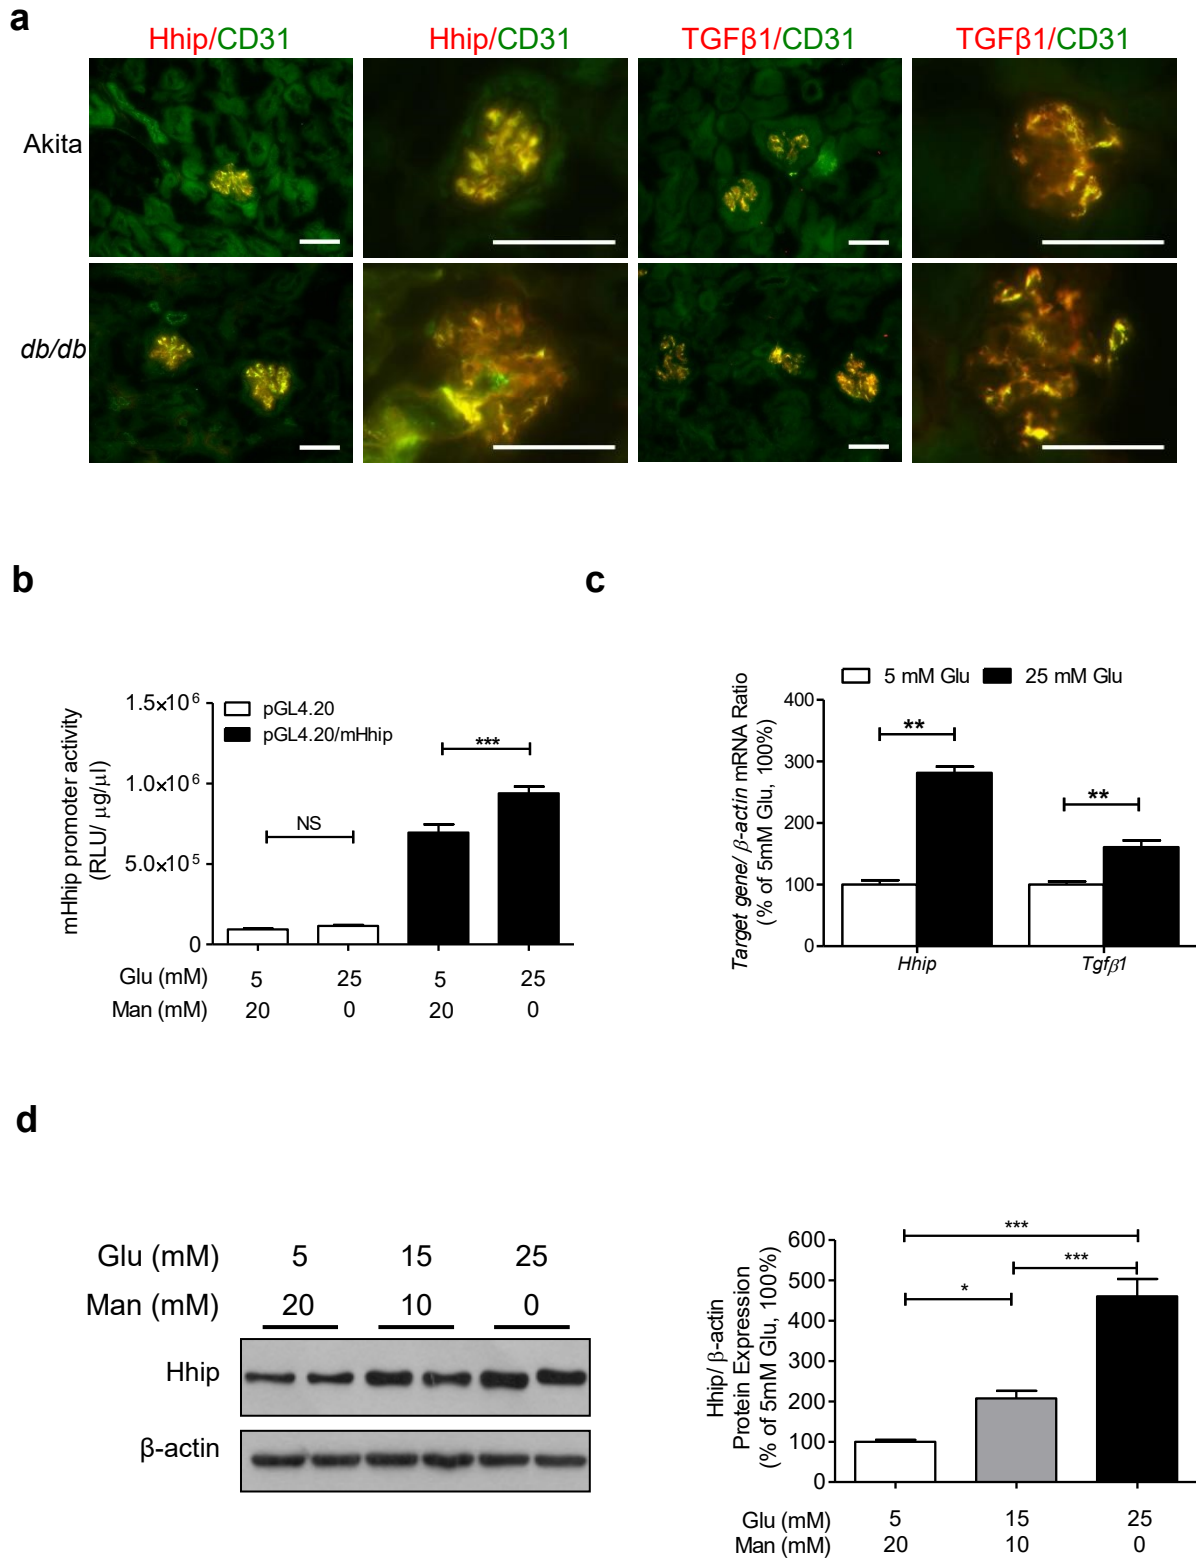 a
Hhip/CD31 Hhip/CD31 TGFβ1/CD31 TGFβ1/CD31
Akita
db/db
b
mHhip promoter activity
(RLU/ µg/µl)
1.5×10⁶
1.0×10⁶
5.0×10⁵
0
pGL4.20
pGL4.20/mHhip
NS
***
Glu (mM) 5 25 5 25
Man (mM) 20 0 20 0
c
5 mM Glu 25 mM Glu
Target gene/ β-actin mRNA Ratio
(% of 5mM Glu, 100%)
400
300
200
100
0
**
**
Hhip Tgfβ1
d
Glu (mM) 5 15 25
Man (mM) 20 10 0
Hhip
β-actin
Hhip/ β-actin
Protein Expression
(% of 5mM Glu, 100%)
600
500
400
300
200
100
0
***
***
*
Glu (mM) 5 15 25
Man (mM) 20 10 0